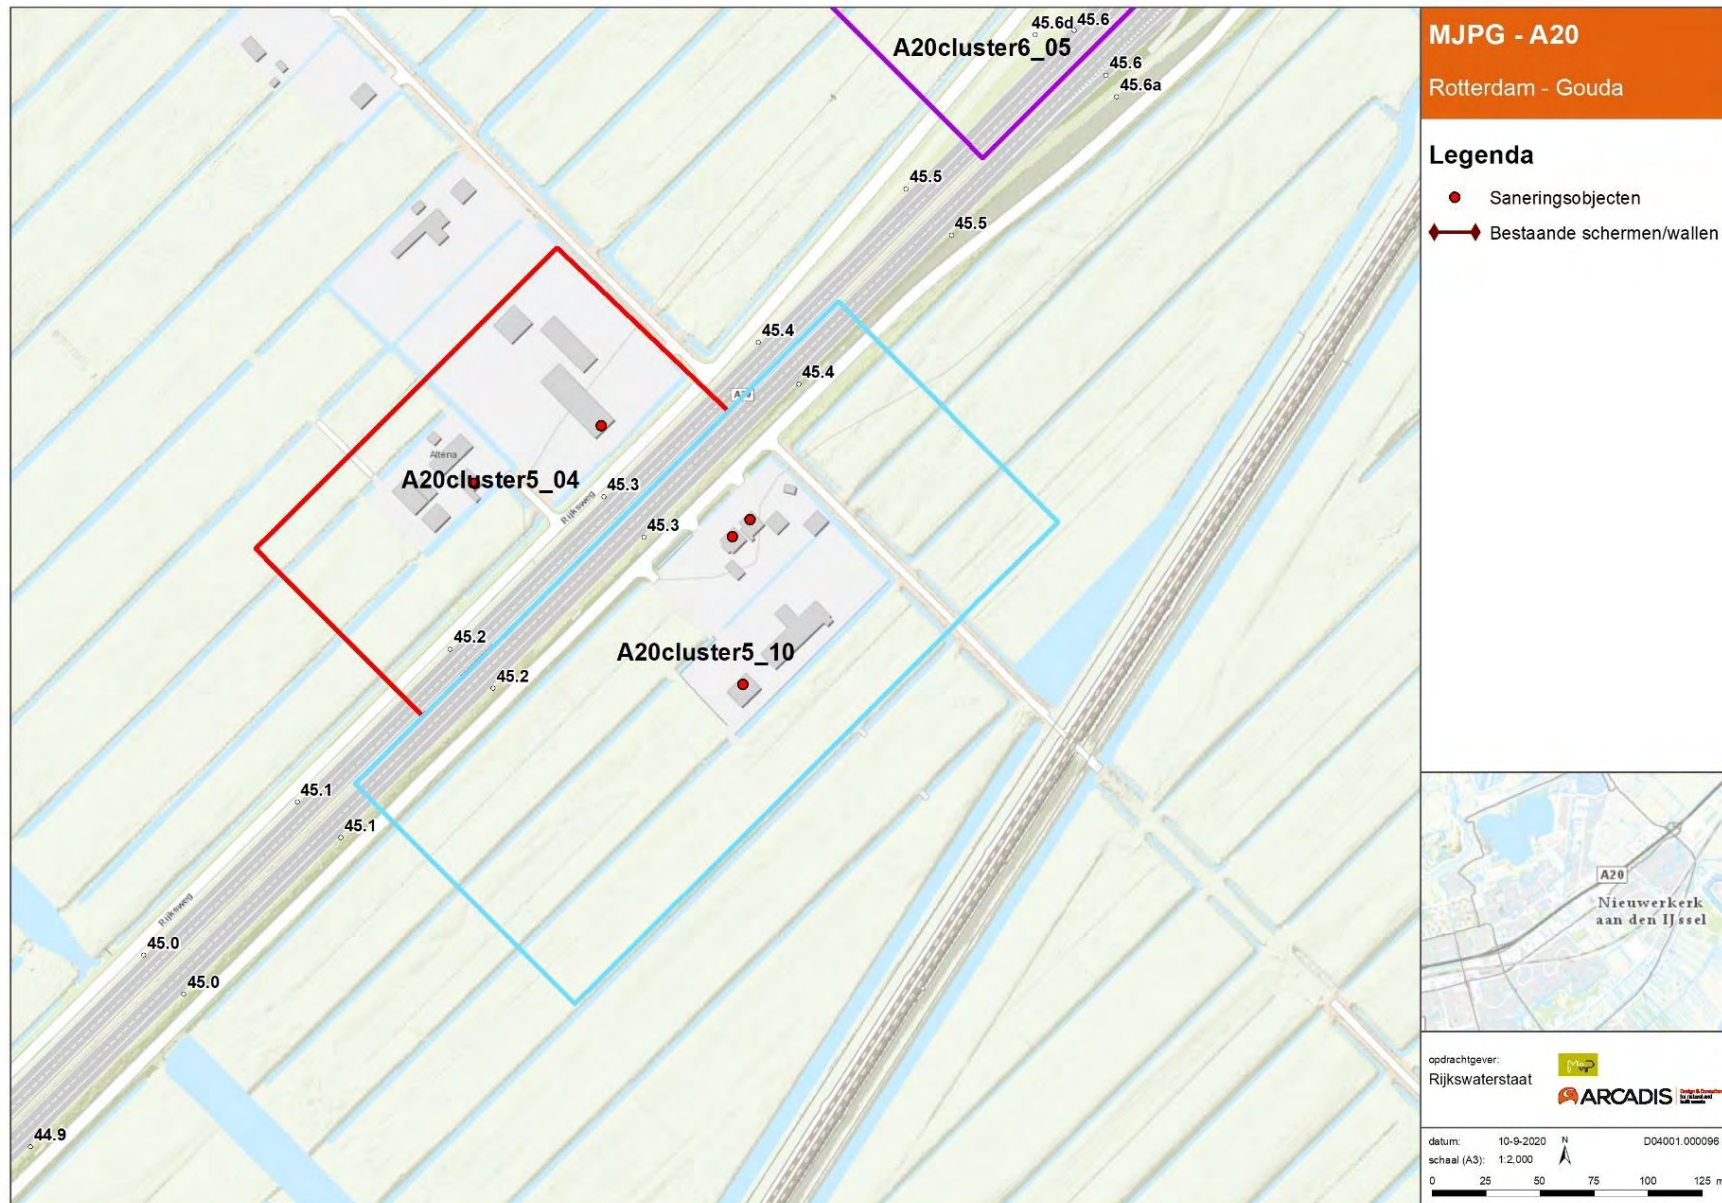 45.6d 45.6
A20cluster6_05
45.6
45.6a
45.5
45.5
45.4
45.4
A20
Altena
A20cluster5_04
45.3
Rijksweg
45.3
45.2
A20cluster5_10
45.2
45.1
45.1
Rijksweg
45.0
45.0
44.9
MJPG - A20
Rotterdam - Gouda
Legenda
Saneringsobjecten
Bestaande schermen/wallen
A20
Nieuwerkerk
aan den IJssel
opdrachtgever:
Rijkswaterstaat
ARCADIS
datum: 10-9-2020 N D04001.000096
schaal (A3): 1:2,000
0 25 50 75 100 125 m